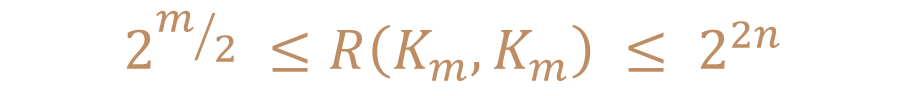 2^{m/2} ≤ R(K_m, K_m) ≤ 2^{2n}